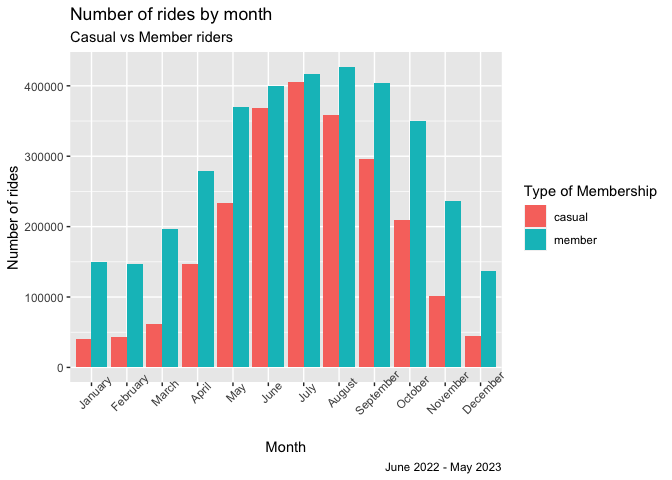 Number of rides by month
Casual vs Member riders
Number of rides
400000
300000
200000
100000
0
January
February
March
April
May
June
July
August
September
October
November
December
Month
Type of Membership
casual
member
June 2022 - May 2023